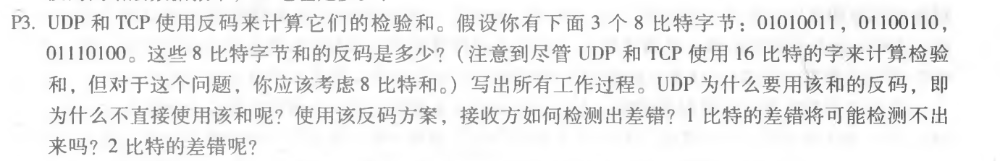 P3. UDP 和 TCP 使用反码来计算它们的检验和。假设你有下面 3 个 8 比特字节：01010011，01100110，
01110100。这些 8 比特字节和的反码是多少？（注意到尽管 UDP 和 TCP 使用 16 比特的字来计算检验
和，但对于这个问题，你应该考虑 8 比特和。）写出所有工作过程。UDP 为什么要用该和的反码，即
为什么不直接使用该和呢？使用该反码方案，接收方如何检测出差错？1 比特的差错将可能检测不出
来吗？2 比特的差错呢？